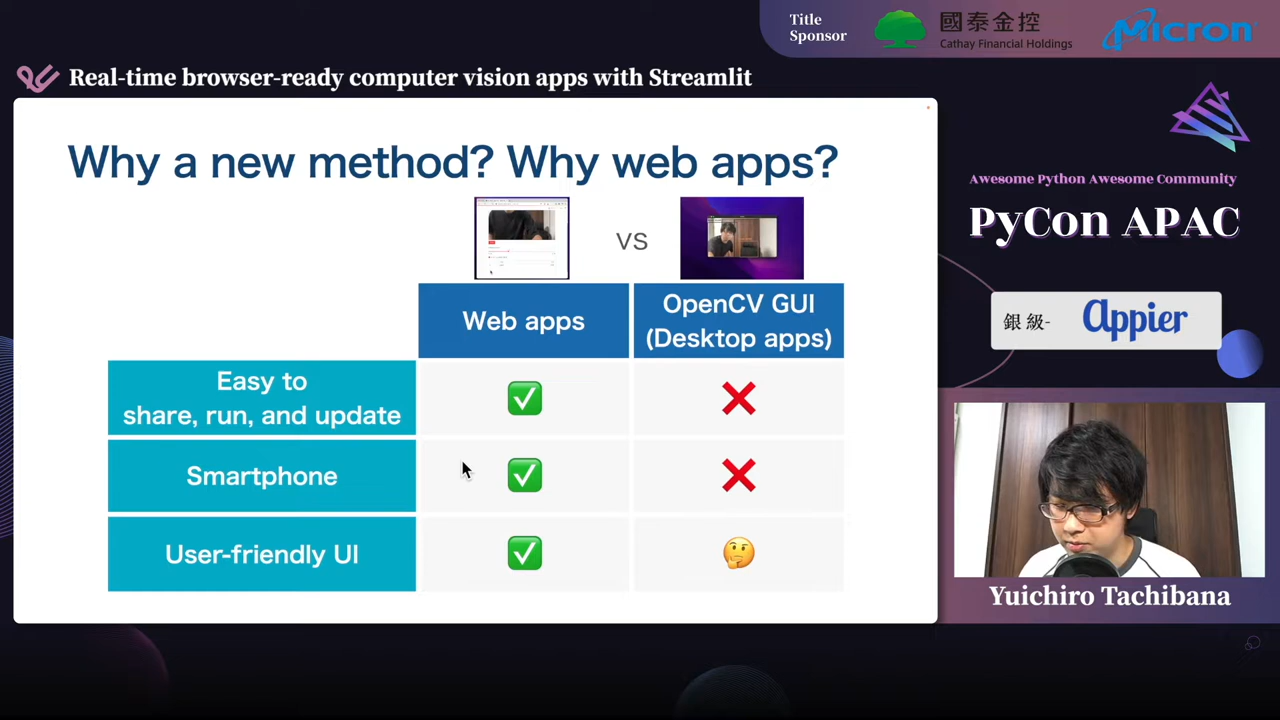 Title
Sponsor
國泰金控
Cathay Financial Holdings
Micron
Real-time browser-ready computer vision apps with Streamlit
Why a new method? Why web apps?
vs
Web apps
OpenCV GUI
(Desktop apps)
Easy to
share, run, and update
Smartphone
User-friendly UI
Awesome Python Awesome Community
PyCon APAC
銀級-
Appier
Yuichiro Tachibana